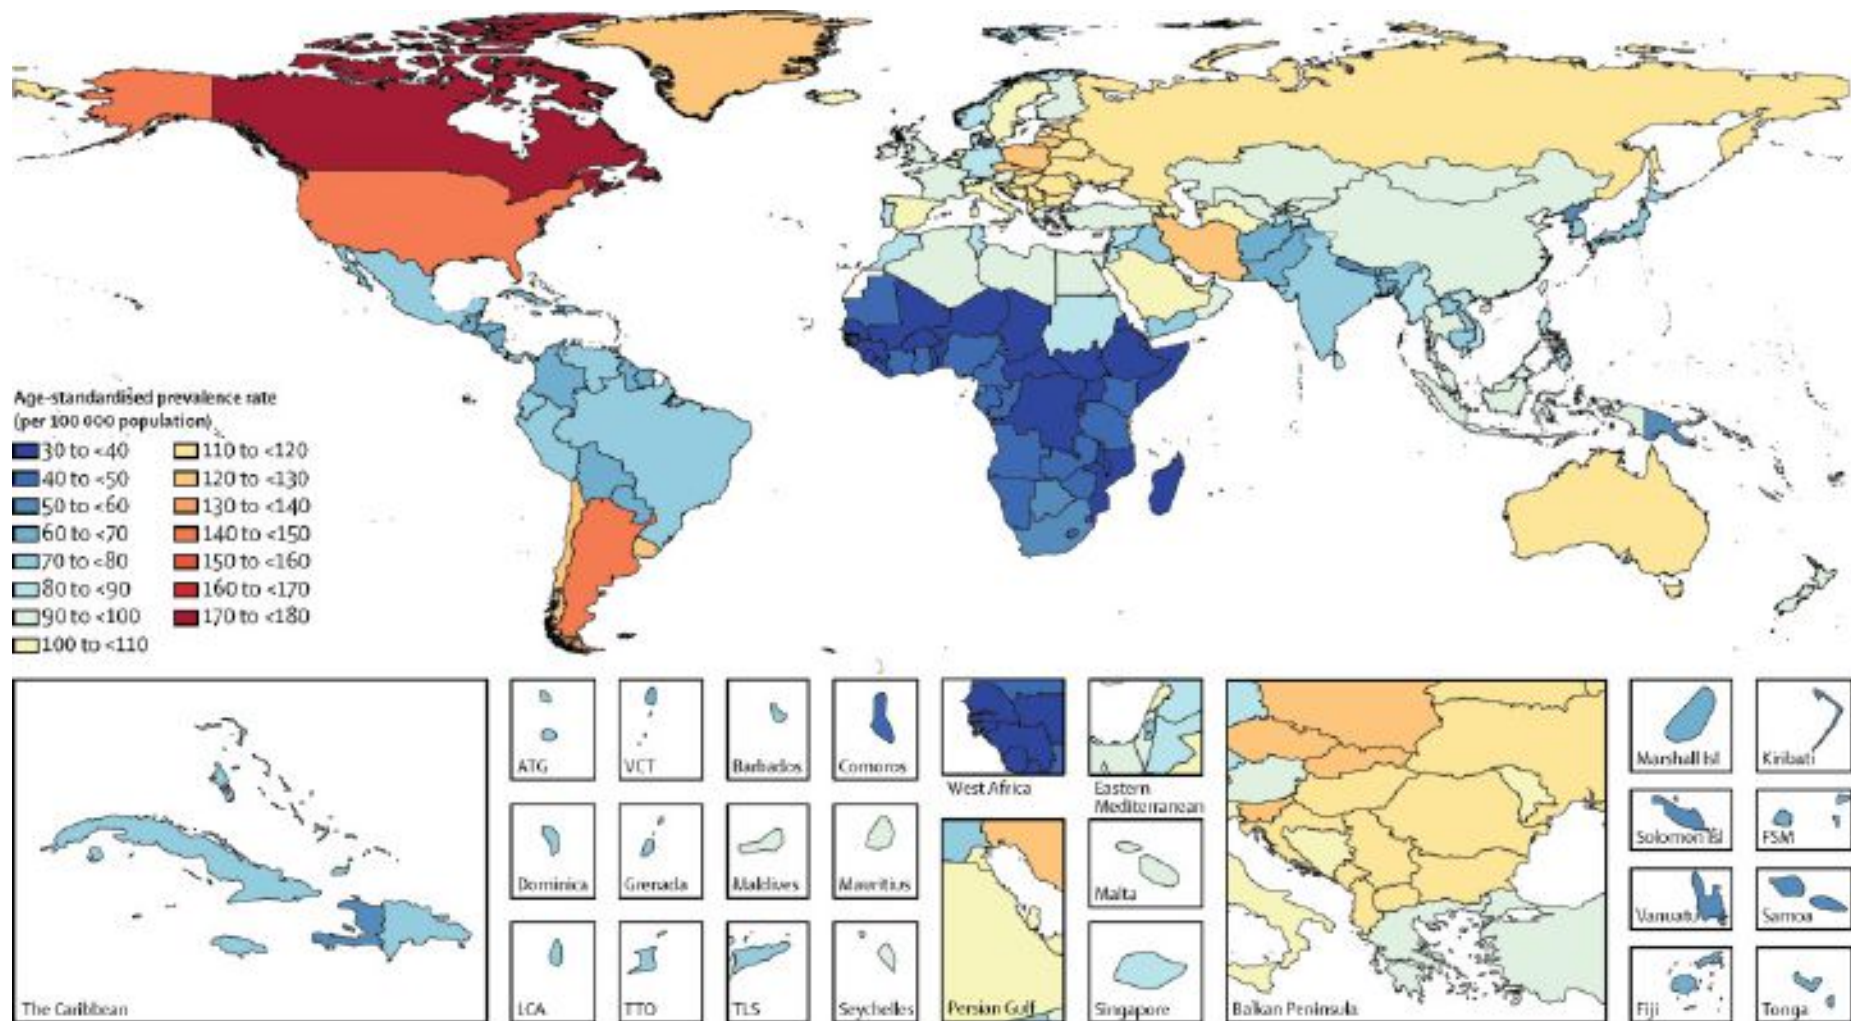 Age-standardised prevalence rate
(per 100 000 population)
30 to <40
40 to <50
50 to <60
60 to <70
70 to <80
80 to <90
90 to <100
100 to <110
110 to <120
120 to <130
130 to <140
140 to <150
150 to <160
160 to <170
170 to <180
The Caribbean
ATG
VCT
Barbados
Comoros
West Africa
Eastern
Mediterranean
Dominica
Grenada
Maldives
Mauritius
Malta
LCA
TTO
TLS
Seychelles
Persian Gulf
Singapore
Balkan Peninsula
Marshall Isl
Kiribati
Solomon Isl
FSM
Vanuatu
Samoa
Fiji
Tonga